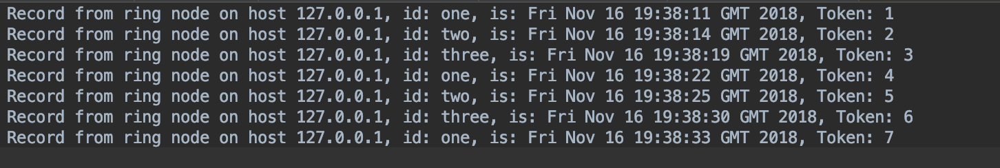 Record from ring node on host 127.0.0.1, id: one, is: Fri Nov 16 19:38:11 GMT 2018, Token: 1
Record from ring node on host 127.0.0.1, id: two, is: Fri Nov 16 19:38:14 GMT 2018, Token: 2
Record from ring node on host 127.0.0.1, id: three, is: Fri Nov 16 19:38:19 GMT 2018, Token: 3
Record from ring node on host 127.0.0.1, id: one, is: Fri Nov 16 19:38:22 GMT 2018, Token: 4
Record from ring node on host 127.0.0.1, id: two, is: Fri Nov 16 19:38:25 GMT 2018, Token: 5
Record from ring node on host 127.0.0.1, id: three, is: Fri Nov 16 19:38:30 GMT 2018, Token: 6
Record from ring node on host 127.0.0.1, id: one, is: Fri Nov 16 19:38:33 GMT 2018, Token: 7